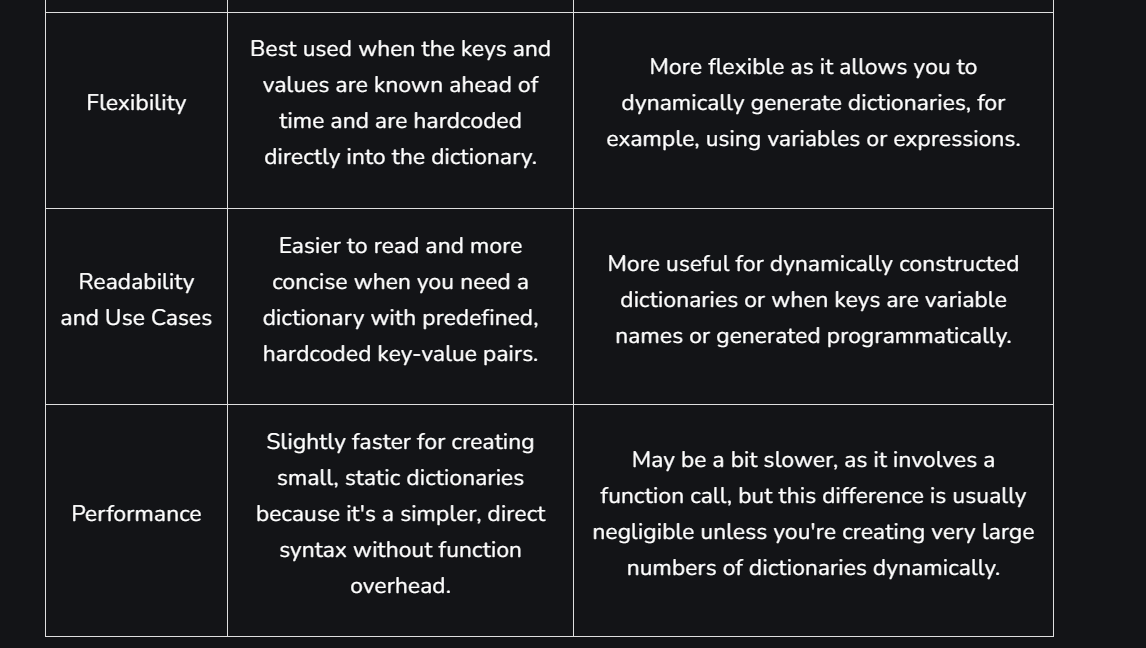 Flexibility
Best used when the keys and
values are known ahead of
time and are hardcoded
directly into the dictionary.
More flexible as it allows you to
dynamically generate dictionaries, for
example, using variables or expressions.
Readability
and Use Cases
Easier to read and more
concise when you need a
dictionary with predefined,
hardcoded key-value pairs.
More useful for dynamically constructed
dictionaries or when keys are variable
names or generated programmatically.
Performance
Slightly faster for creating
small, static dictionaries
because it's a simpler, direct
syntax without function
overhead.
May be a bit slower, as it involves a
function call, but this difference is usually
negligible unless you're creating very large
numbers of dictionaries dynamically.